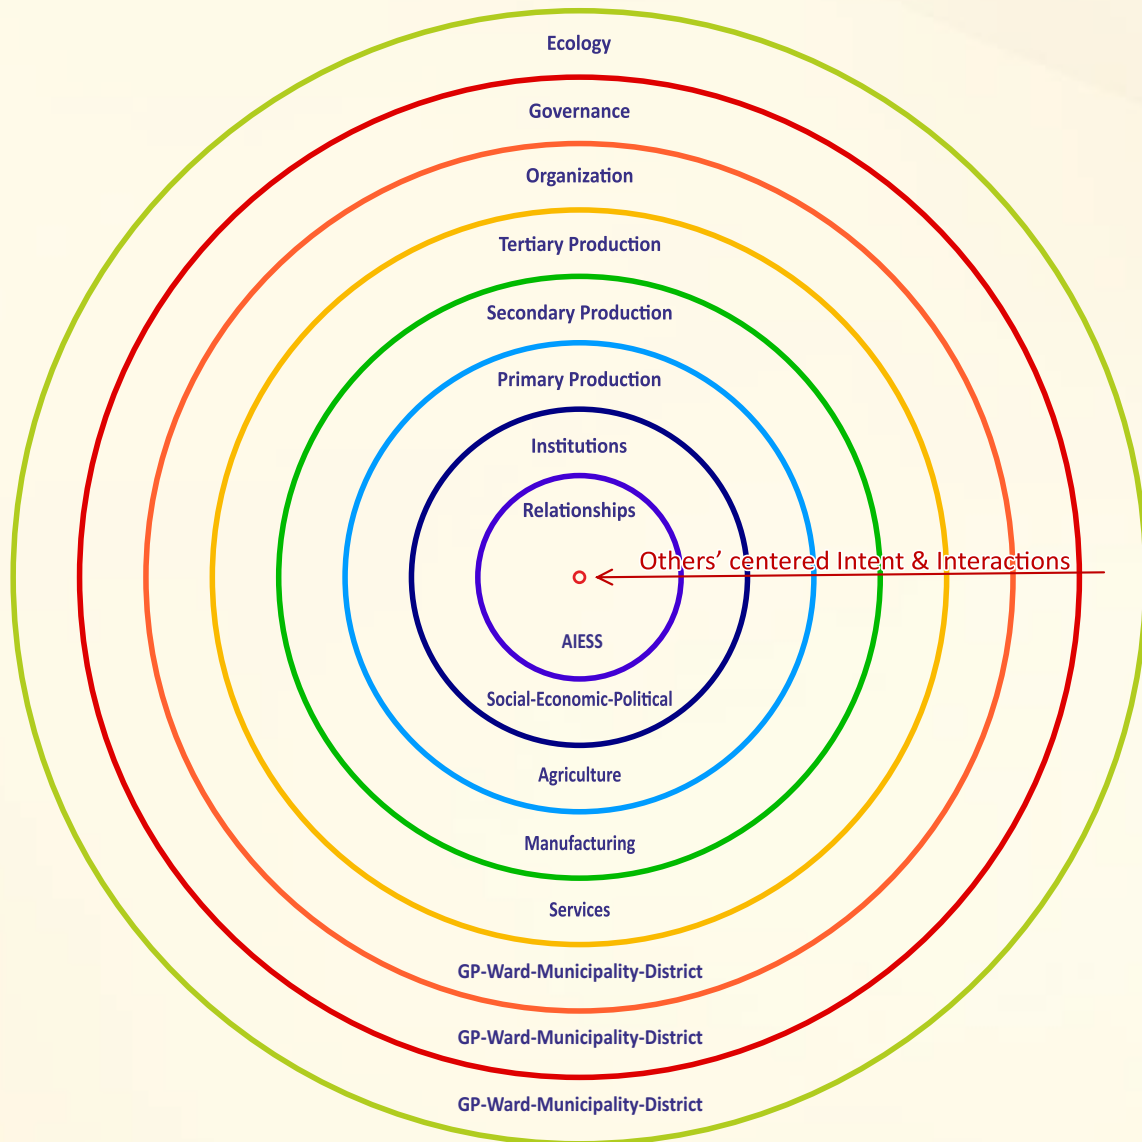 Ecology
Governance
Organization
Tertiary Production
Secondary Production
Primary Production
Institutions
Relationships
Others’ centered Intent & Interactions
AIESS
Social-Economic-Political
Agriculture
Manufacturing
Services
GP-Ward-Municipality-District
GP-Ward-Municipality-District
GP-Ward-Municipality-District